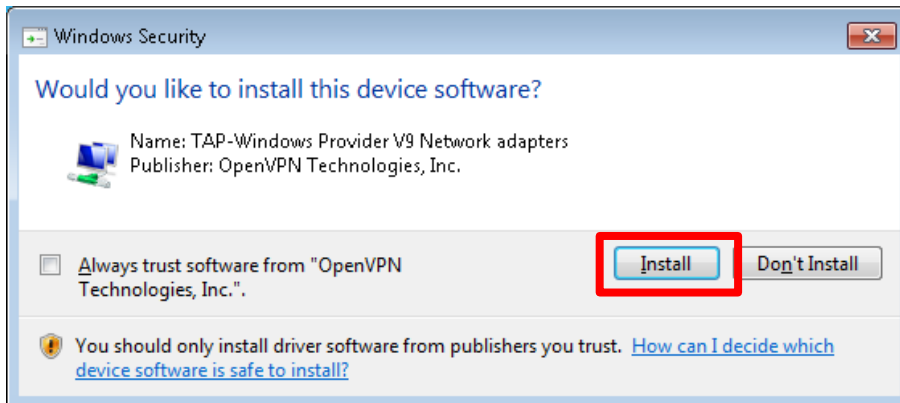 Windows Security
Would you like to install this device software?
Name: TAP-Windows Provider V9 Network adapters
Publisher: OpenVPN Technologies, Inc.
Always trust software from "OpenVPN
Technologies, Inc.".
Install
Don't Install
You should only install driver software from publishers you trust. How can I decide which
device software is safe to install?